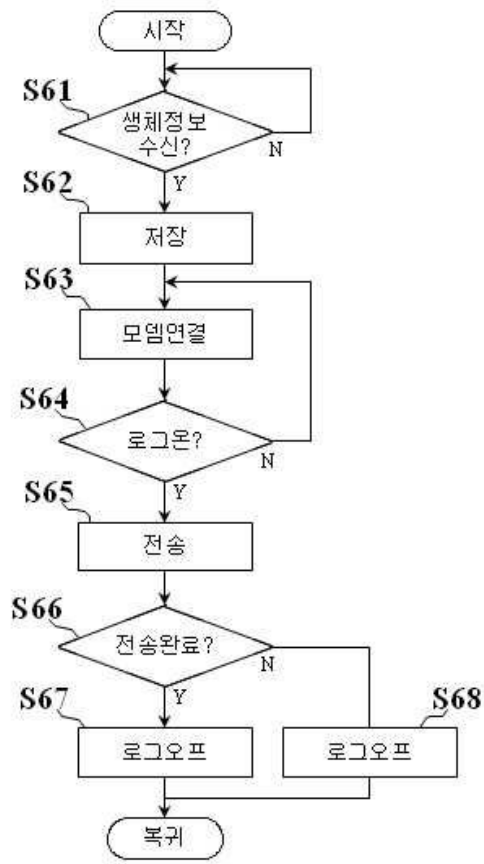 시작
S61
생체정보
수신?
N
Y
S62
저장
S63
모뎀연결
S64
로그온?
N
Y
S65
전송
S66
전송완료?
N
Y
S67
로그오프
S68
로그오프
복귀